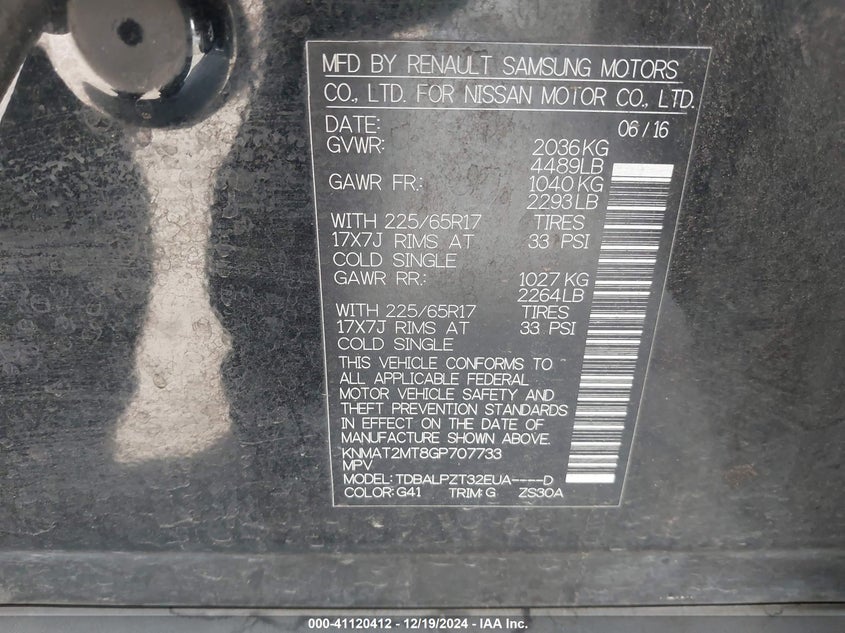 MFD BY RENAULT SAMSUNG MOTORS
CO., LTD. FOR NISSAN MOTOR CO., LTD.
DATE: 06/16
GVWR: 2036KG
4489LB
GAWR FR.: 1040KG
2293LB
WITH 225/65R17 TIRES
17X7J RIMS AT 33 PSI
COLD SINGLE
GAWR RR.: 1027KG
2264LB
WITH 225/65R17 TIRES
17X7J RIMS AT 33 PSI
COLD SINGLE
THIS VEHICLE CONFORMS TO
ALL APPLICABLE FEDERAL
MOTOR VEHICLE SAFETY AND
THEFT PREVENTION STANDARDS
IN EFFECT ON THE DATE OF
MANUFACTURE SHOWN ABOVE.
KNMAT2MT8GP707733
MPV
MODEL: TDBALPZT32EUA----D
COLOR: G41 TRIM: G ZS30A
000-41120412 - 12/19/2024 - IAA Inc.